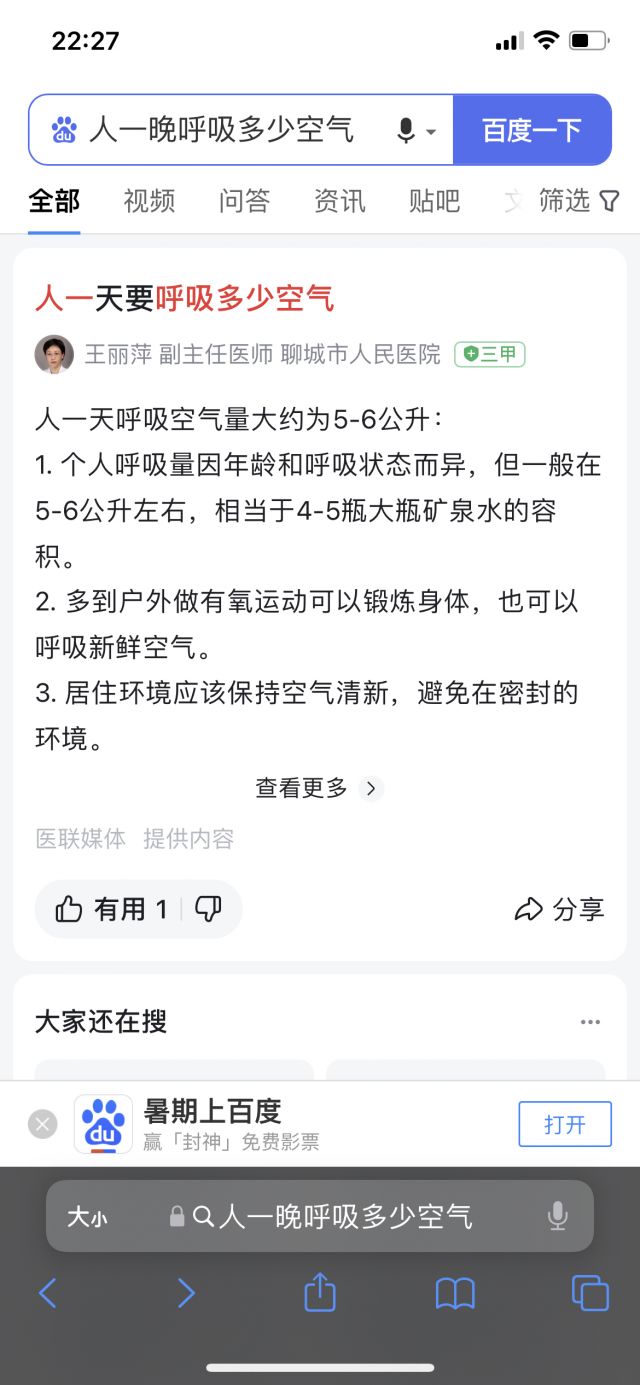 22:27
du 人一晚呼吸多少空气 百度一下
全部 视频 问答 资讯 贴吧 筛选
人一天要呼吸多少空气
王丽萍 副主任医师 聊城市人民医院 三甲
人一天呼吸空气量大约为5-6公升：
1. 个人呼吸量因年龄和呼吸状态而异，但一般在
5-6公升左右，相当于4-5瓶大瓶矿泉水的容
积。
2. 多到户外做有氧运动可以锻炼身体，也可以
呼吸新鲜空气。
3. 居住环境应该保持空气清新，避免在密封的
环境。
查看更多
医联媒体 提供内容
有用 1 分享
大家还在搜
du 暑期上百度 打开
赢「封神」免费影票
大小 人一晚呼吸多少空气